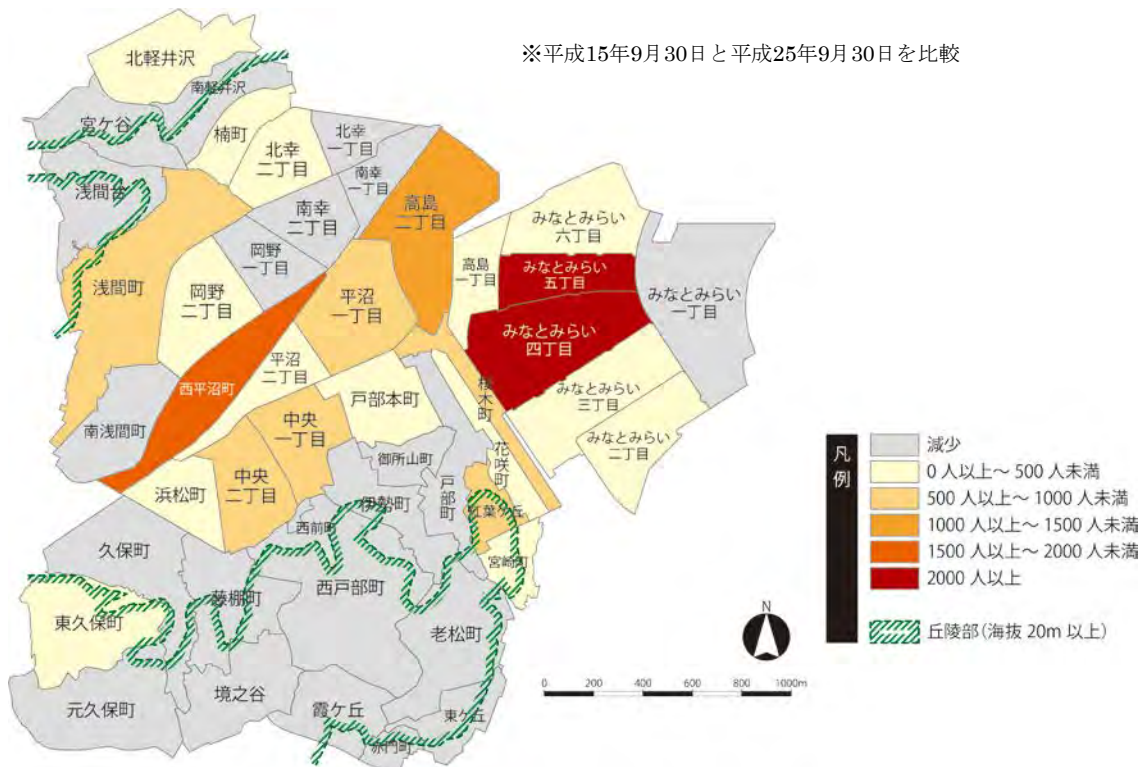 ※平成15年9月30日と平成25年9月30日を比較
北軽井沢
南軽井沢
宮ケ谷
楠町
北幸
二丁目
北幸
一丁目
南幸
一丁目
南幸
二丁目
浅間台
高島
二丁目
岡野
一丁目
浅間町
岡野
二丁目
平沼
一丁目
高島
一丁目
みなとみらい
六丁目
みなとみらい
五丁目
みなとみらい
一丁目
みなとみらい
四丁目
平沼
二丁目
西平沼町
桜木町
みなとみらい
三丁目
みなとみらい
二丁目
南浅間町
戸部本町
中央
一丁目
中央
二丁目
浜松町
御所山町
戸部町
花咲町
伊勢町
紅葉ケ丘
西前町
宮崎町
久保町
藤棚町
西戸部町
東久保町
老松町
元久保町
境之谷
霞ケ丘
東ケ丘
赤門町
凡例
減少
0 人以上～ 500 人未満
500 人以上～ 1000 人未満
1000 人以上～ 1500 人未満
1500 人以上～ 2000 人未満
2000 人以上
丘陵部（海抜 20m 以上）
N
0 200 400 600 800 1000m